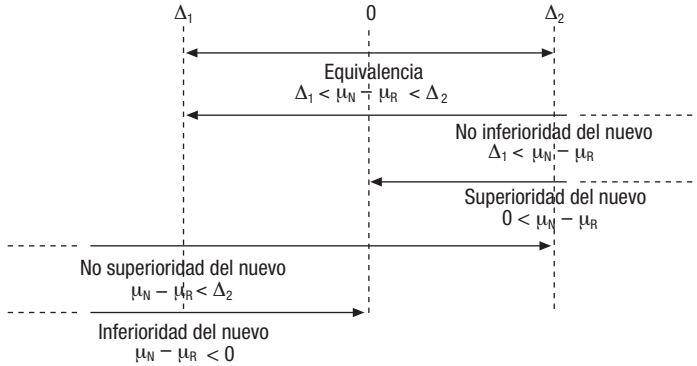 Δ₁ 0 Δ₂
Equivalencia
Δ₁ < μN − μR < Δ₂
No inferioridad del nuevo
Δ₁ < μN − μR
Superioridad del nuevo
0 < μN − μR
No superioridad del nuevo
μN − μR < Δ₂
Inferioridad del nuevo
μN − μR < 0